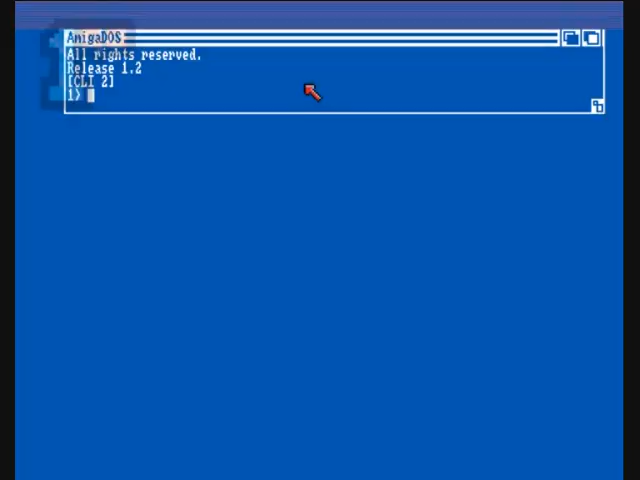 AmigaDOS
All rights reserved.
Release 1.2
[CLI 2]
1>